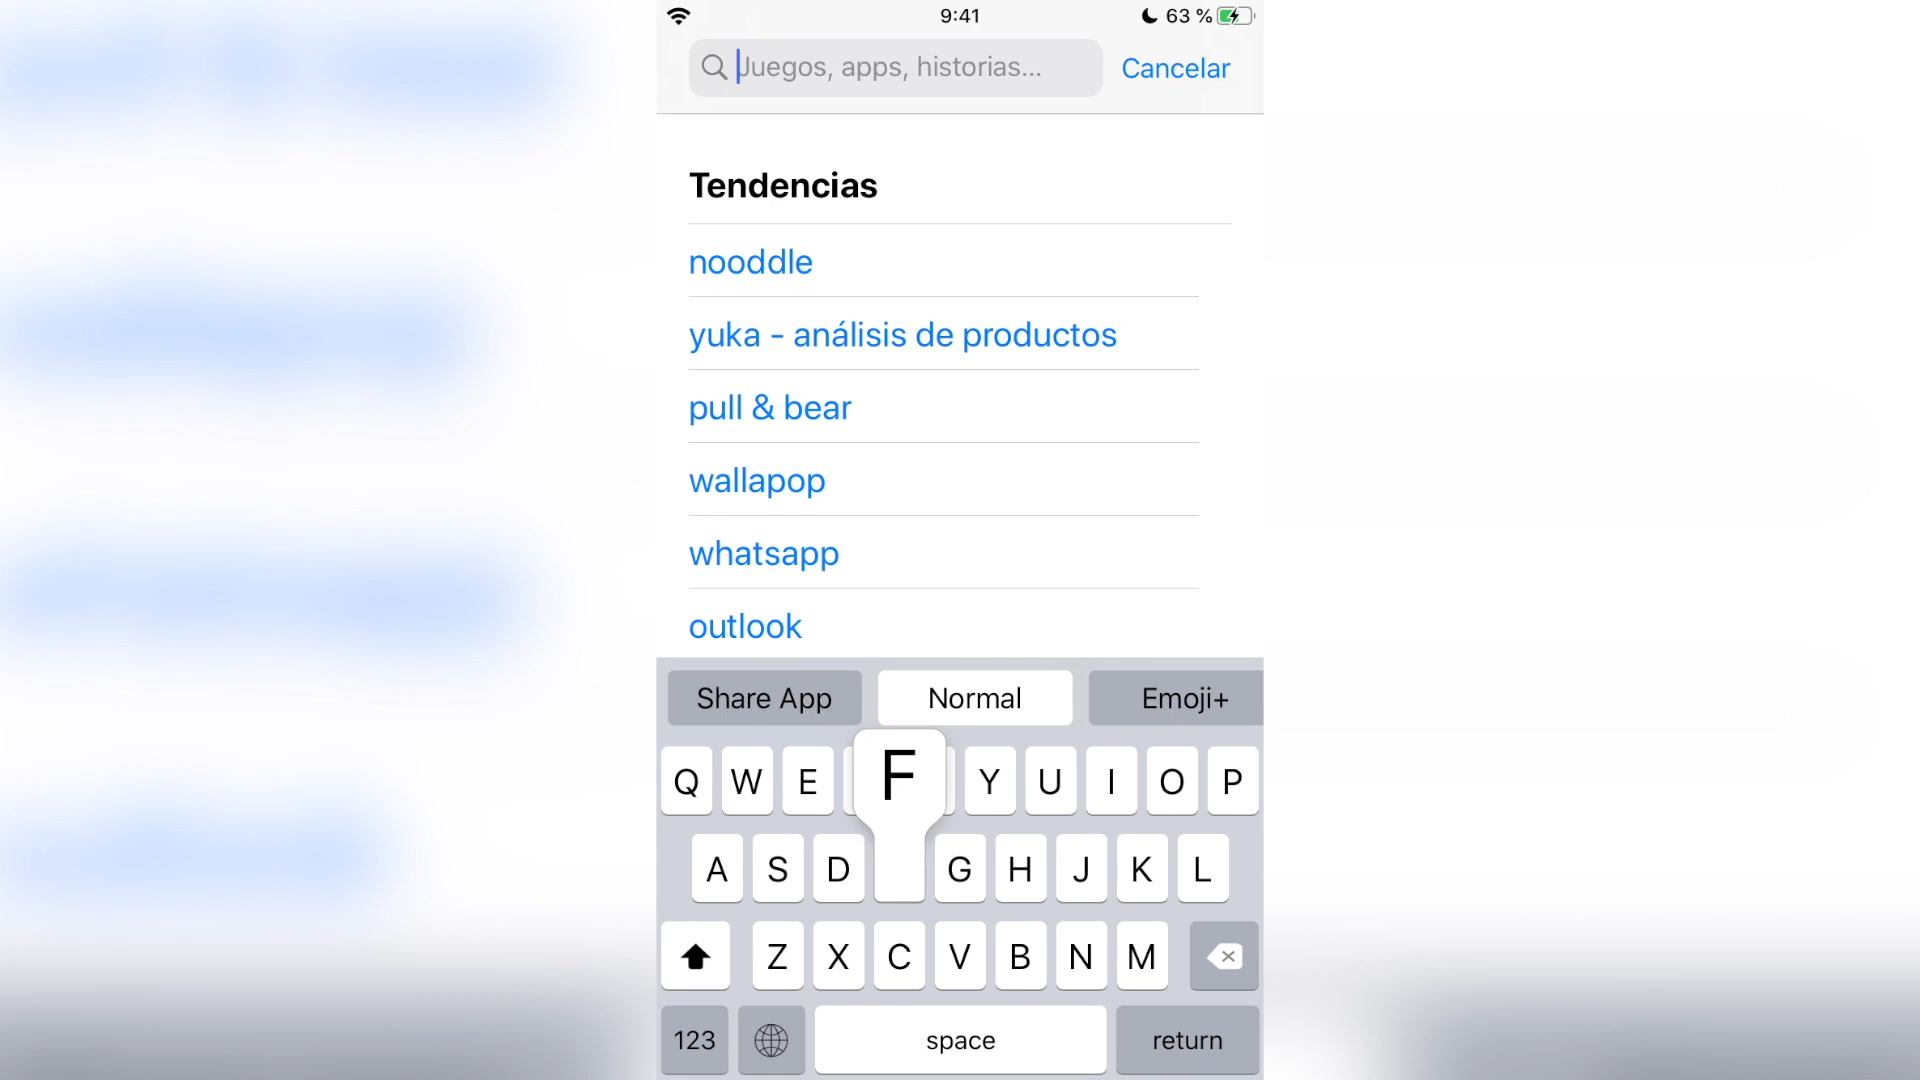 9:41 63 %
Juegos, apps, historias... Cancelar
Tendencias
nooddle
yuka - análisis de productos
pull & bear
wallapop
whatsapp
outlook
Share App Normal Emoji+
Q W E F Y U I O P
A S D G H J K L
Z X C V B N M
123 space return